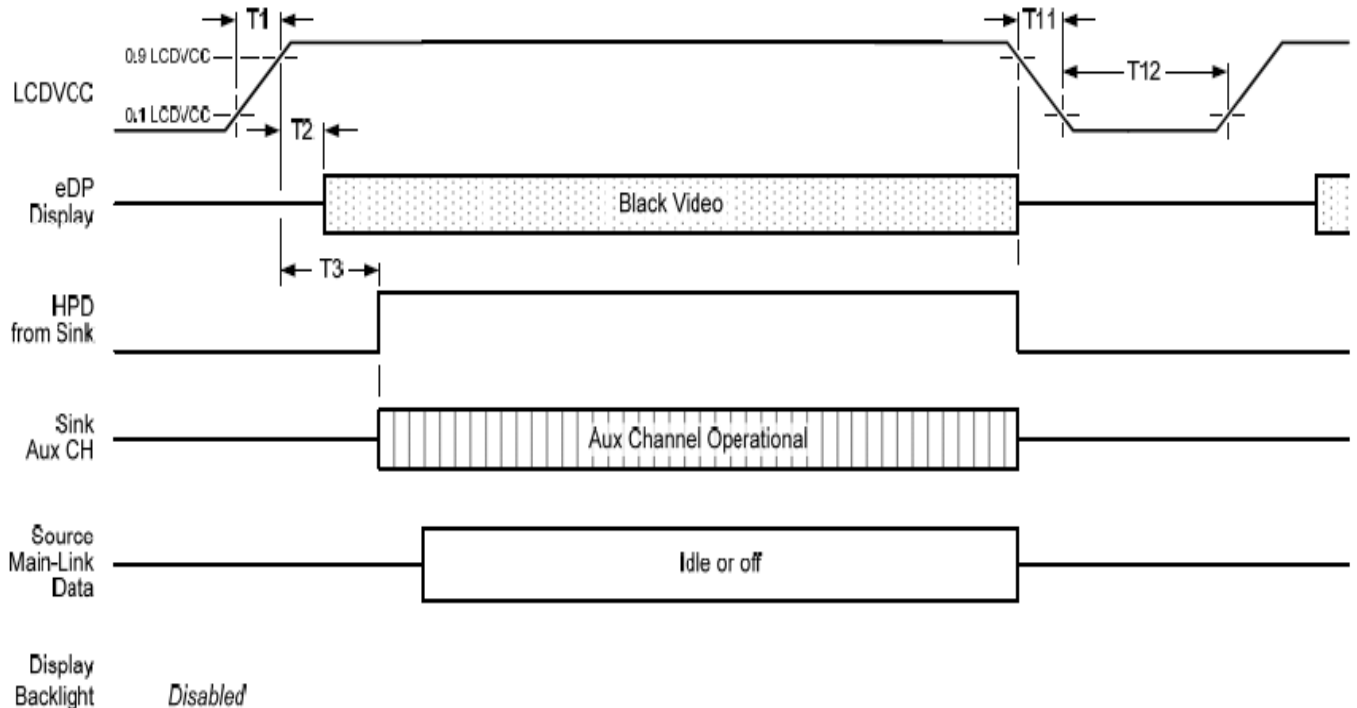 T1
T11
0.9 LCDVCC
T12
LCDVCC
0.1 LCDVCC
T2
eDP
Display
Black Video
T3
HPD
from Sink
Sink
Aux CH
Aux Channel Operational
Source
Main-Link
Data
Idle or off
Display
Backlight
Disabled